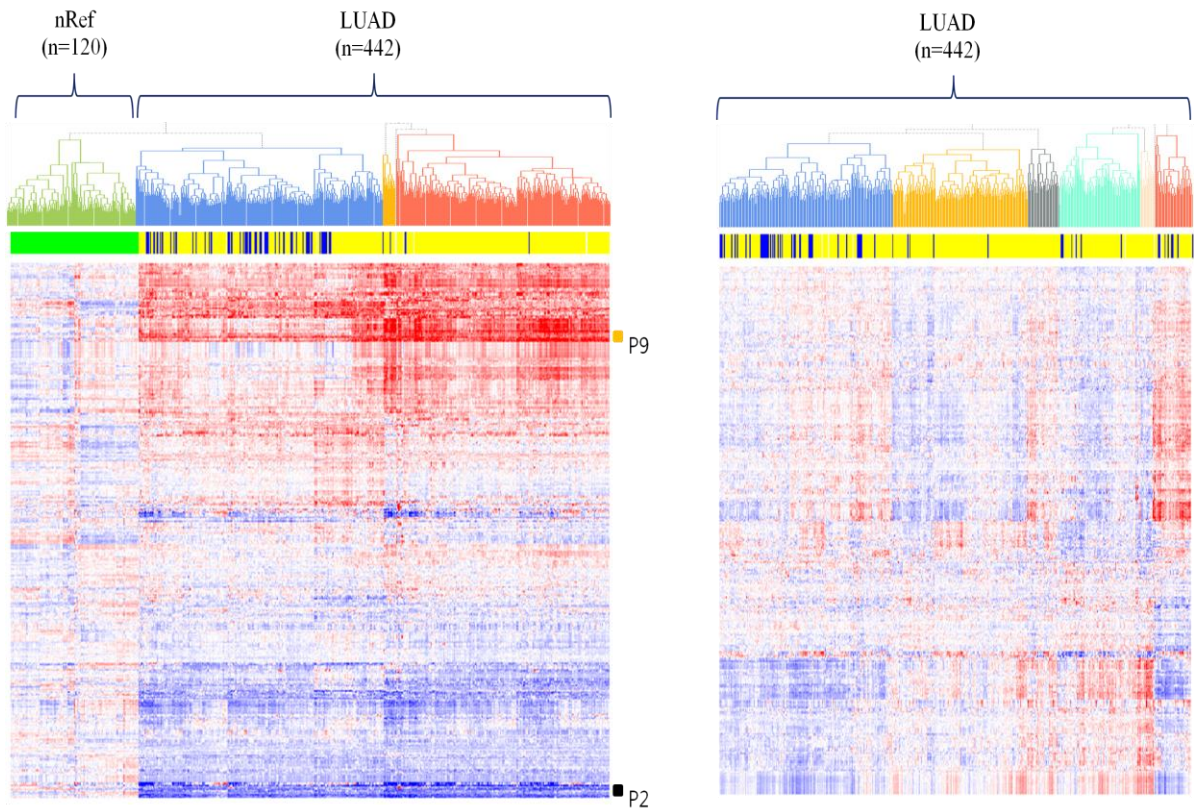 nRef
(n=120)
LUAD
(n=442)
LUAD
(n=442)
P9
P2